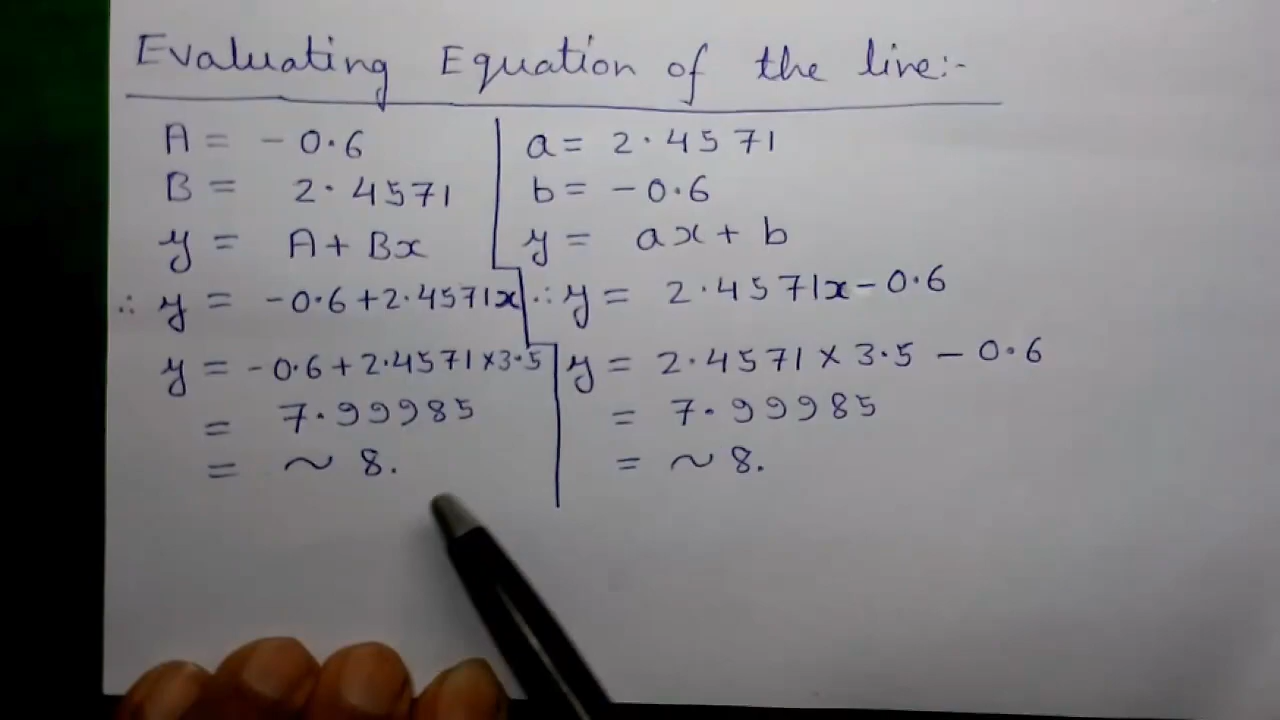 Evaluating Equation of the line:-
A = -0.6
B = 2.4571
y = A + Bx
∴ y = -0.6+2.4571x
y = -0.6+2.4571×3.5
= 7.99985
= ~ 8.
a = 2.4571
b = -0.6
y = ax + b
∴ y = 2.4571x-0.6
y = 2.4571 × 3.5 - 0.6
= 7.99985
= ~ 8.